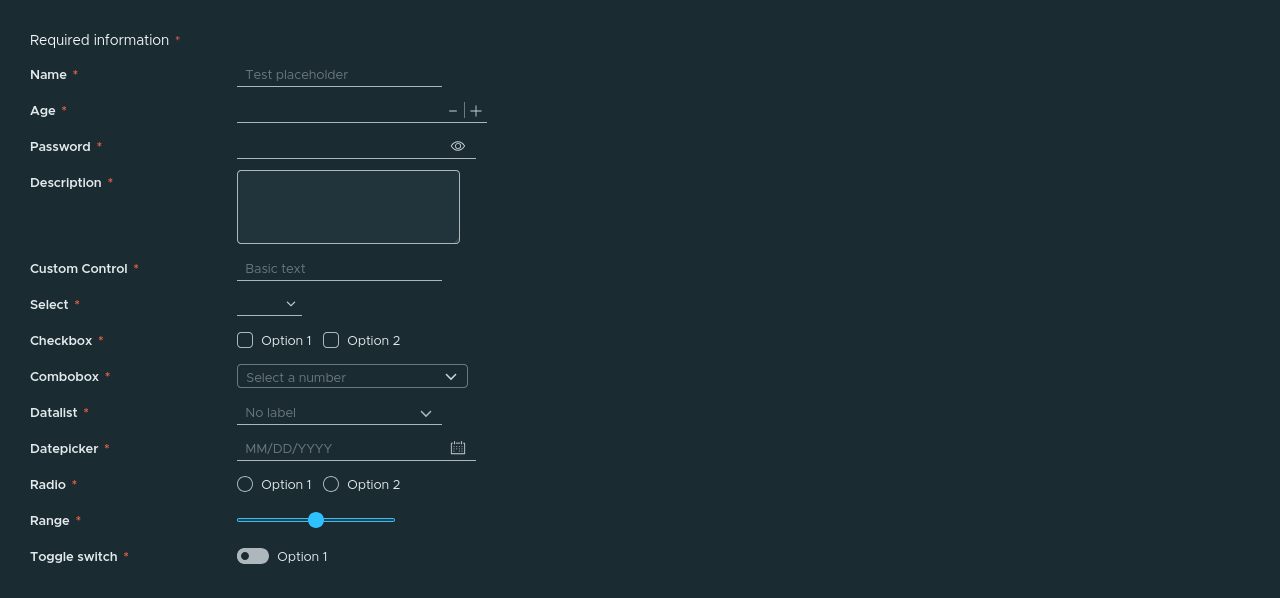 Required information *
Name * Test placeholder
Age *
Password *
Description *
Custom Control * Basic text
Select *
Checkbox * Option 1 Option 2
Combobox * Select a number
Datalist * No label
Datepicker * MM/DD/YYYY
Radio * Option 1 Option 2
Range *
Toggle switch * Option 1